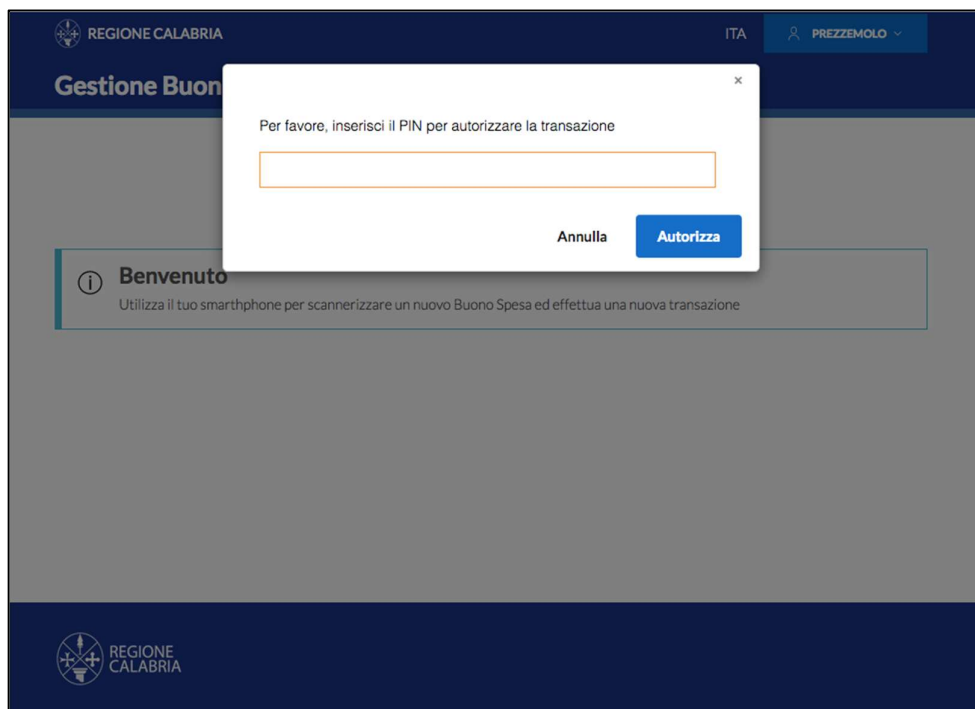 REGIONE CALABRIA
ITA
PREZZEMOLO
Gestione Buon
×
Per favore, inserisci il PIN per autorizzare la transazione
Annulla
Autorizza
Benvenuto
Utilizza il tuo smarthphone per scannerizzare un nuovo Buono Spesa ed effettua una nuova transazione
REGIONE
CALABRIA